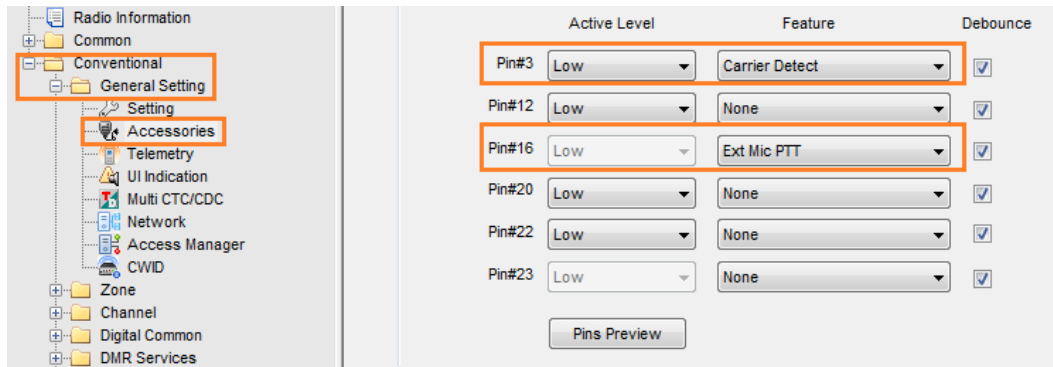 Radio Information
Common
Conventional
General Setting
Setting
Accessories
Telemetry
UI Indication
Multi CTC/CDC
Network
Access Manager
CWID
Zone
Channel
Digital Common
DMR Services
Active Level Feature Debounce
Pin#3 Low Carrier Detect
Pin#12 Low None
Pin#16 Low Ext Mic PTT
Pin#20 Low None
Pin#22 Low None
Pin#23 Low None
Pins Preview